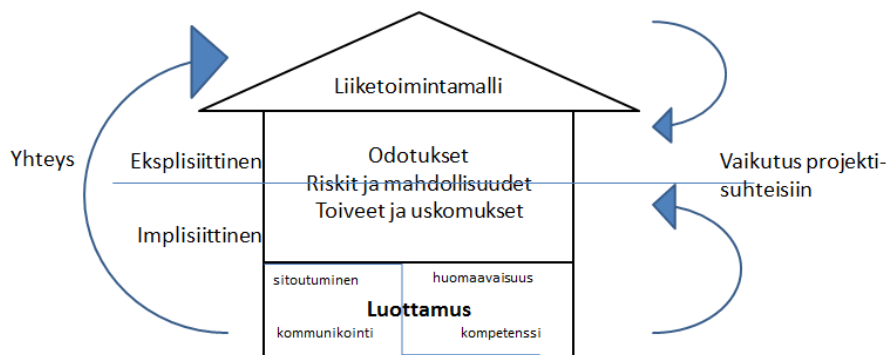 Liiketoimintamalli
Yhteys
Eksplisiittinen
Implisiittinen
Odotukset
Riskit ja mahdollisuudet
Toiveet ja uskomukset
Vaikutus projekti-
suhteisiin
sitoutuminen
huomaavaisuus
Luottamus
kommunikointi
kompetenssi